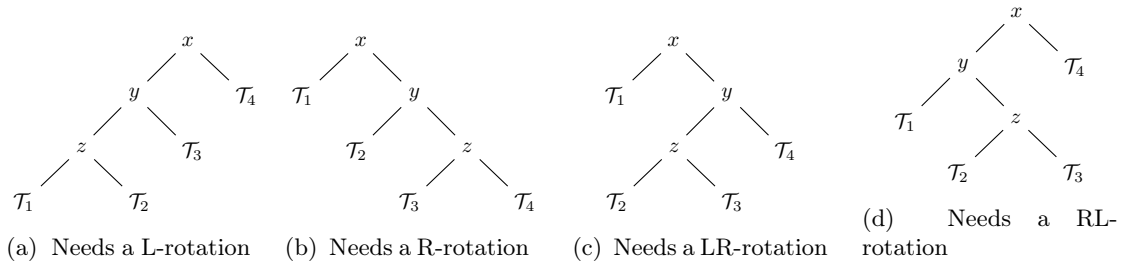 x
y
𝒯₄
z
𝒯₃
𝒯₁
𝒯₂
(a) Needs a L-rotation
x
𝒯₁
y
𝒯₂
z
𝒯₃
𝒯₄
(b) Needs a R-rotation
x
𝒯₁
y
z
𝒯₄
𝒯₂
𝒯₃
(c) Needs a LR-rotation
x
y
𝒯₄
𝒯₁
z
𝒯₂
𝒯₃
(d) Needs a RL-
rotation